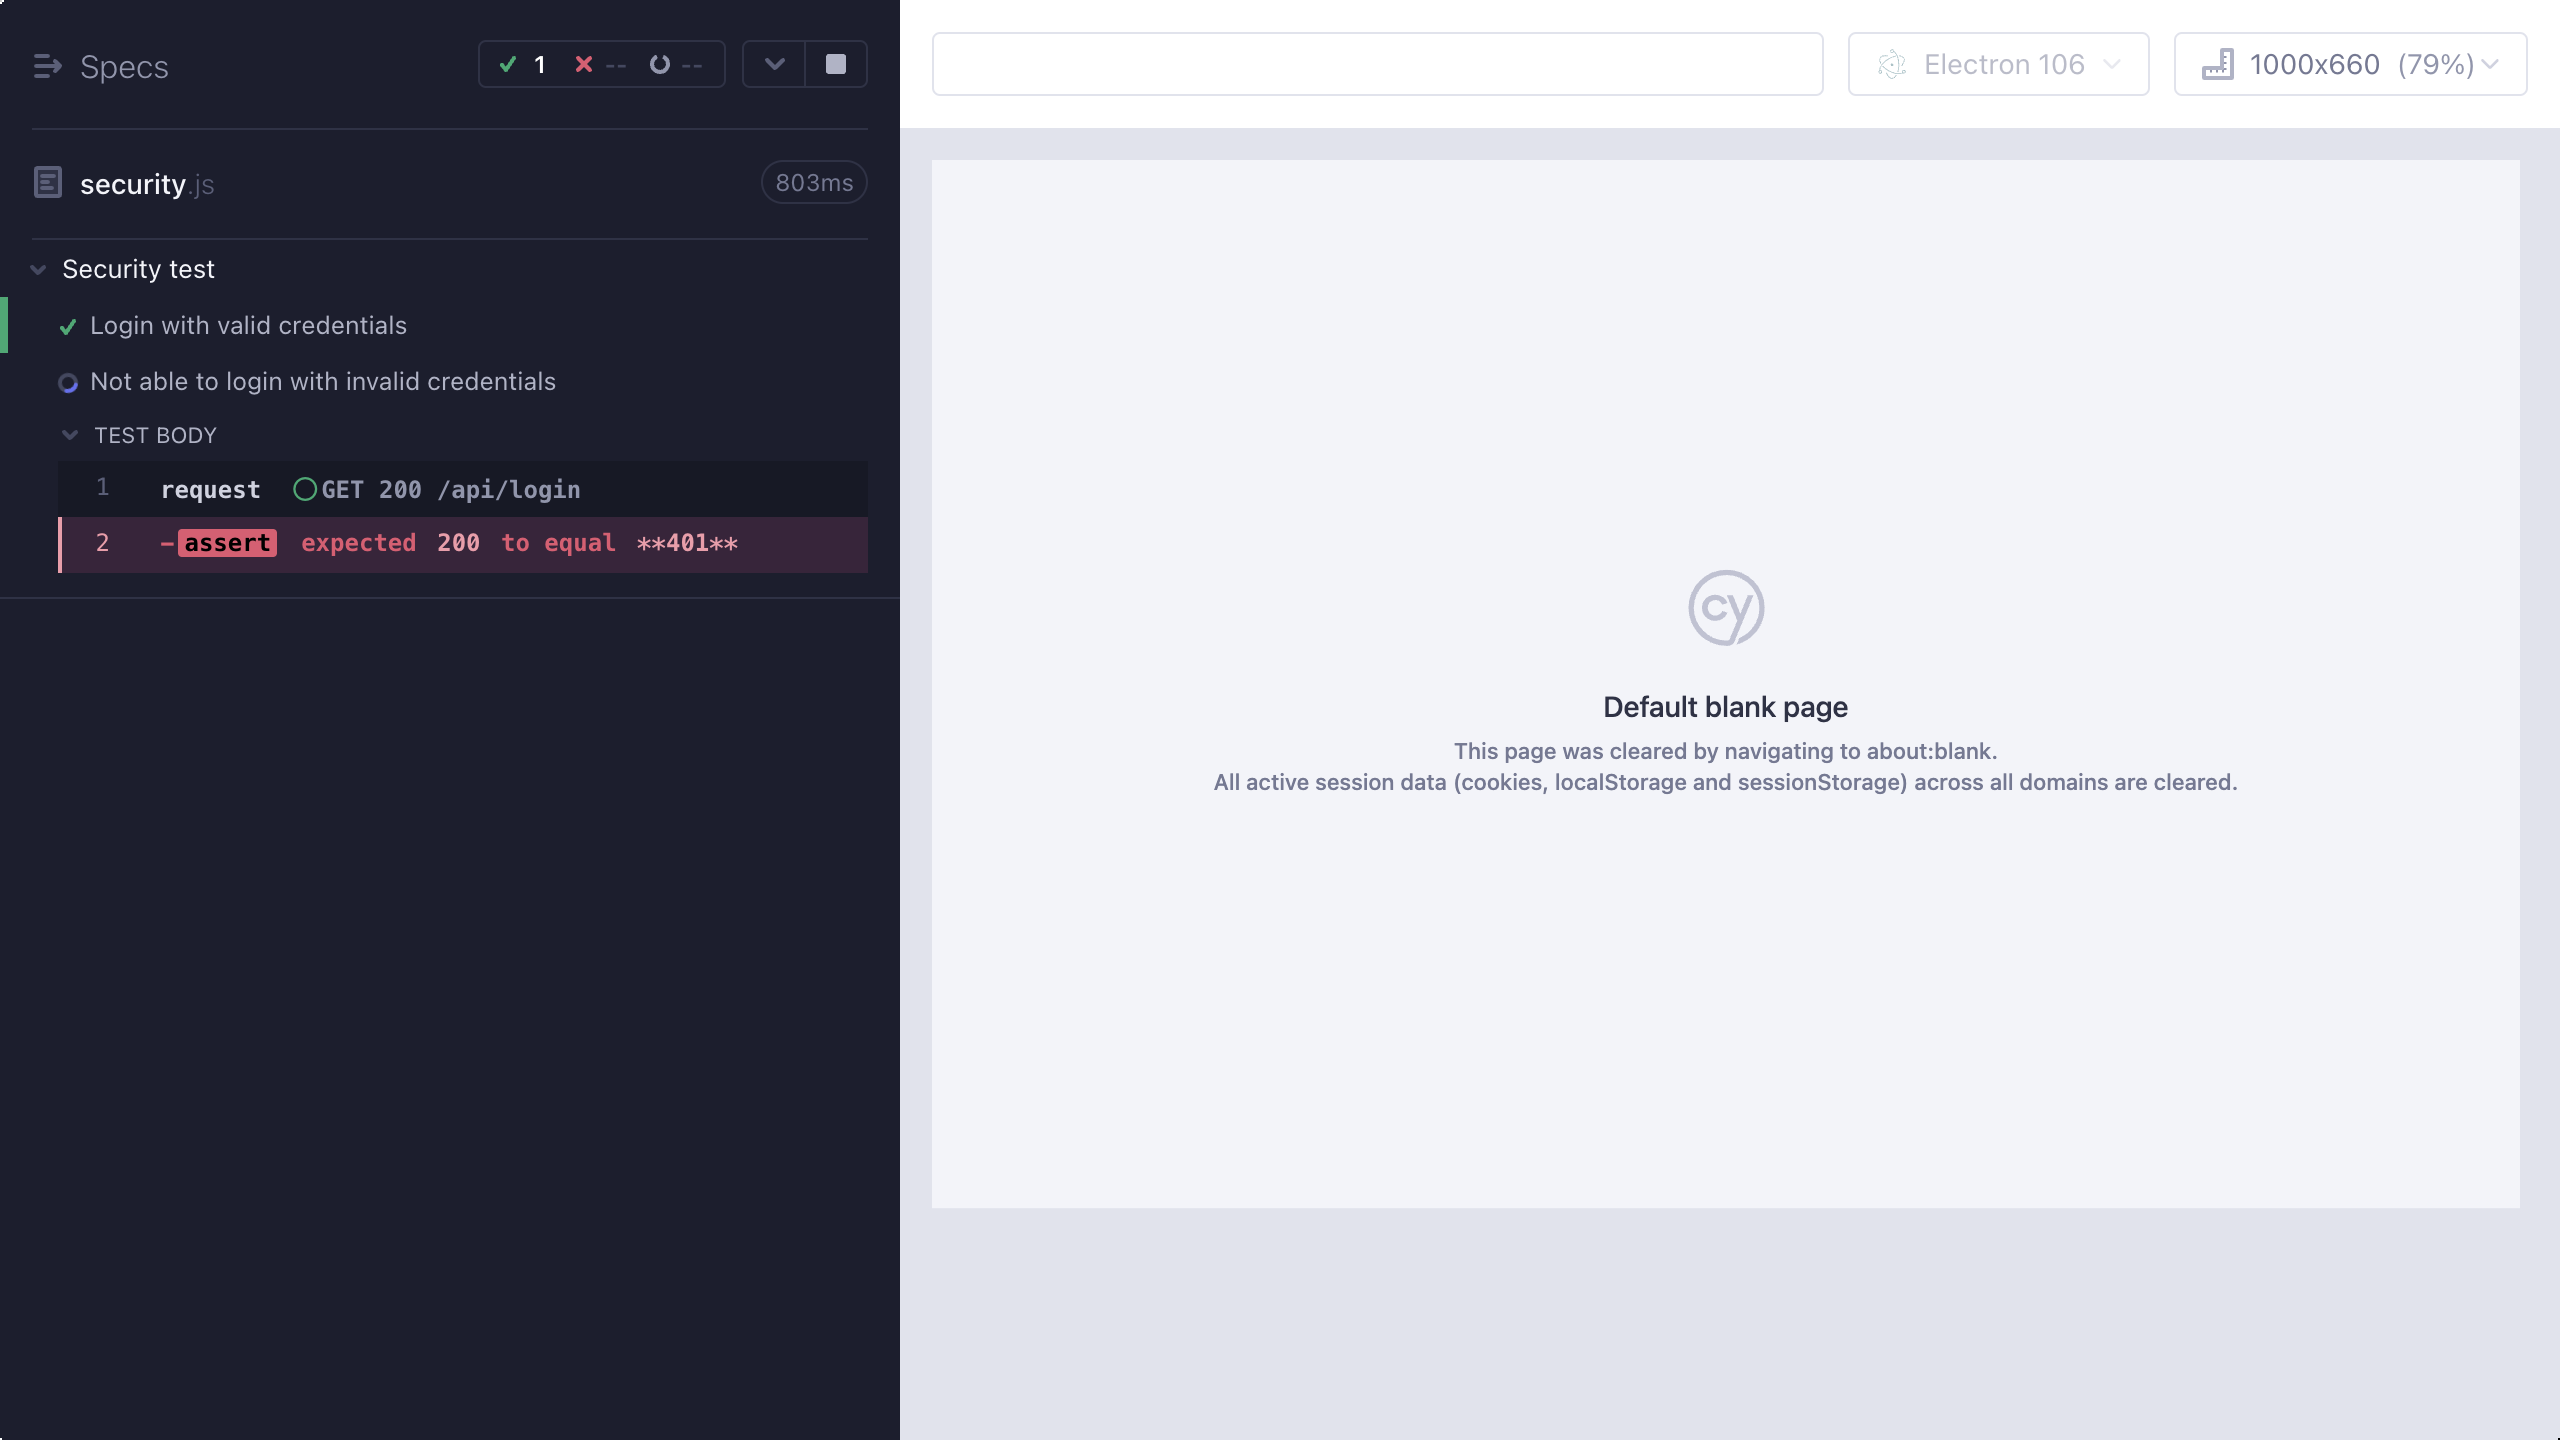 Specs
1 -- --
security.js
803ms
Security test
Login with valid credentials
Not able to login with invalid credentials
TEST BODY
1 request GET 200 /api/login
2 -assert expected 200 to equal **401**
Electron 106
1000x660 (79%)
cy
Default blank page
This page was cleared by navigating to about:blank.
All active session data (cookies, localStorage and sessionStorage) across all domains are cleared.